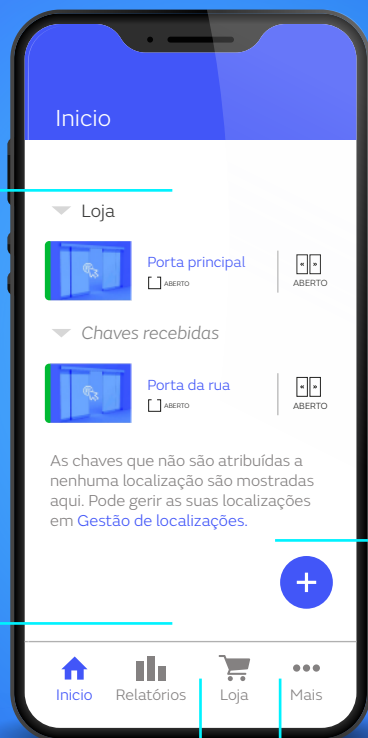 Inicio
Loja
Porta principal
ABERTO
ABERTO
Chaves recebidas
Porta da rua
ABERTO
ABERTO
As chaves que não são atribuídas a
nenhuma localização são mostradas
aqui. Pode gerir as suas localizações
em Gestão de localizações.
Inicio Relatórios Loja Mais